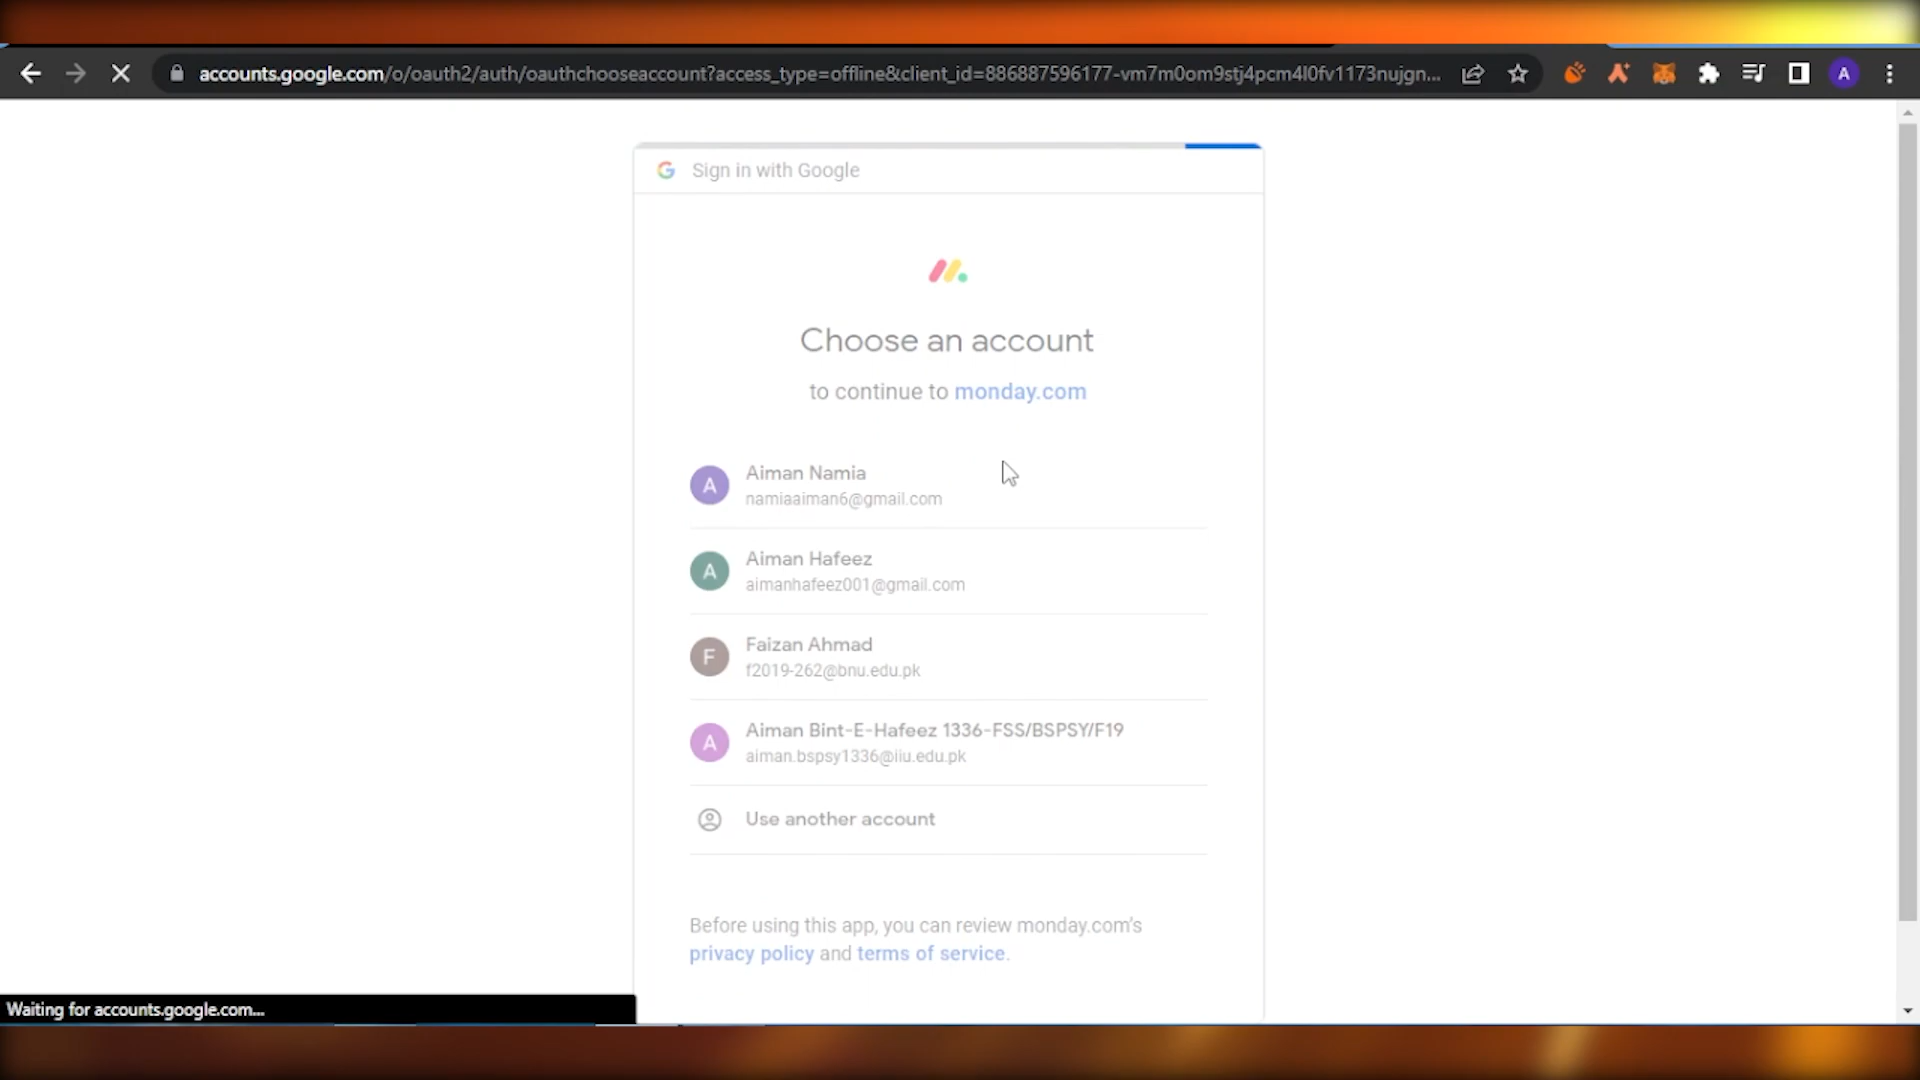 accounts.google.com/o/oauth2/auth/oauthchooseaccount?access_type=offline&client_id=886887596177-vm7m0om9stj4pcm4l0fv1173nujgn...
A
G Sign in with Google
Choose an account
to continue to monday.com
A
Aiman Namia
namiaaiman6@gmail.com
A
Aiman Hafeez
aimanhafeez001@gmail.com
F
Faizan Ahmad
f2019-262@bnu.edu.pk
A
Aiman Bint-E-Hafeez 1336-FSS/BSPSY/F19
aiman.bspsy1336@iiu.edu.pk
Use another account
Before using this app, you can review monday.com's
privacy policy and terms of service.
Waiting for accounts.google.com...